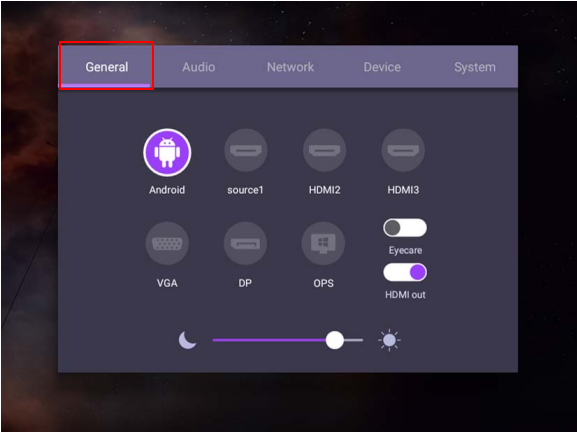 General Audio Network Device System
Android source1 HDMI2 HDMI3
Eyecare
VGA DP OPS
HDMI out